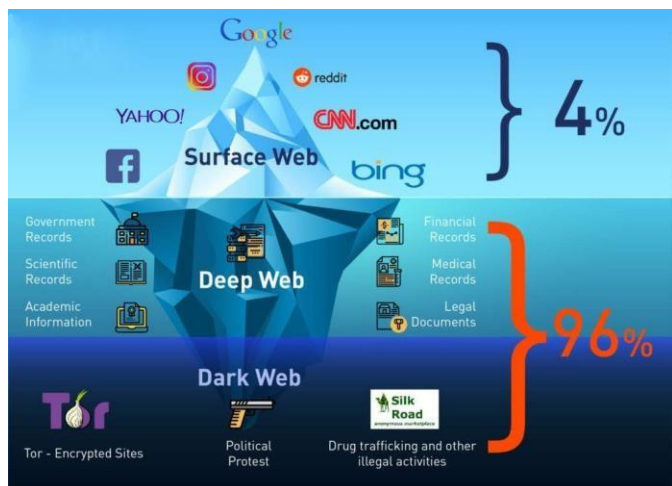 Google
reddit
YAHOO!
CNN.com
Surface Web
bing
4%
Government
Records
Scientific
Records
Academic
Information
Deep Web
Financial
Records
Medical
Records
Legal
Documents
96%
Dark Web
Tor
Tor - Encrypted Sites
Political
Protest
Silk
Road
anonymous marketplace
Drug trafficking and other
illegal activities